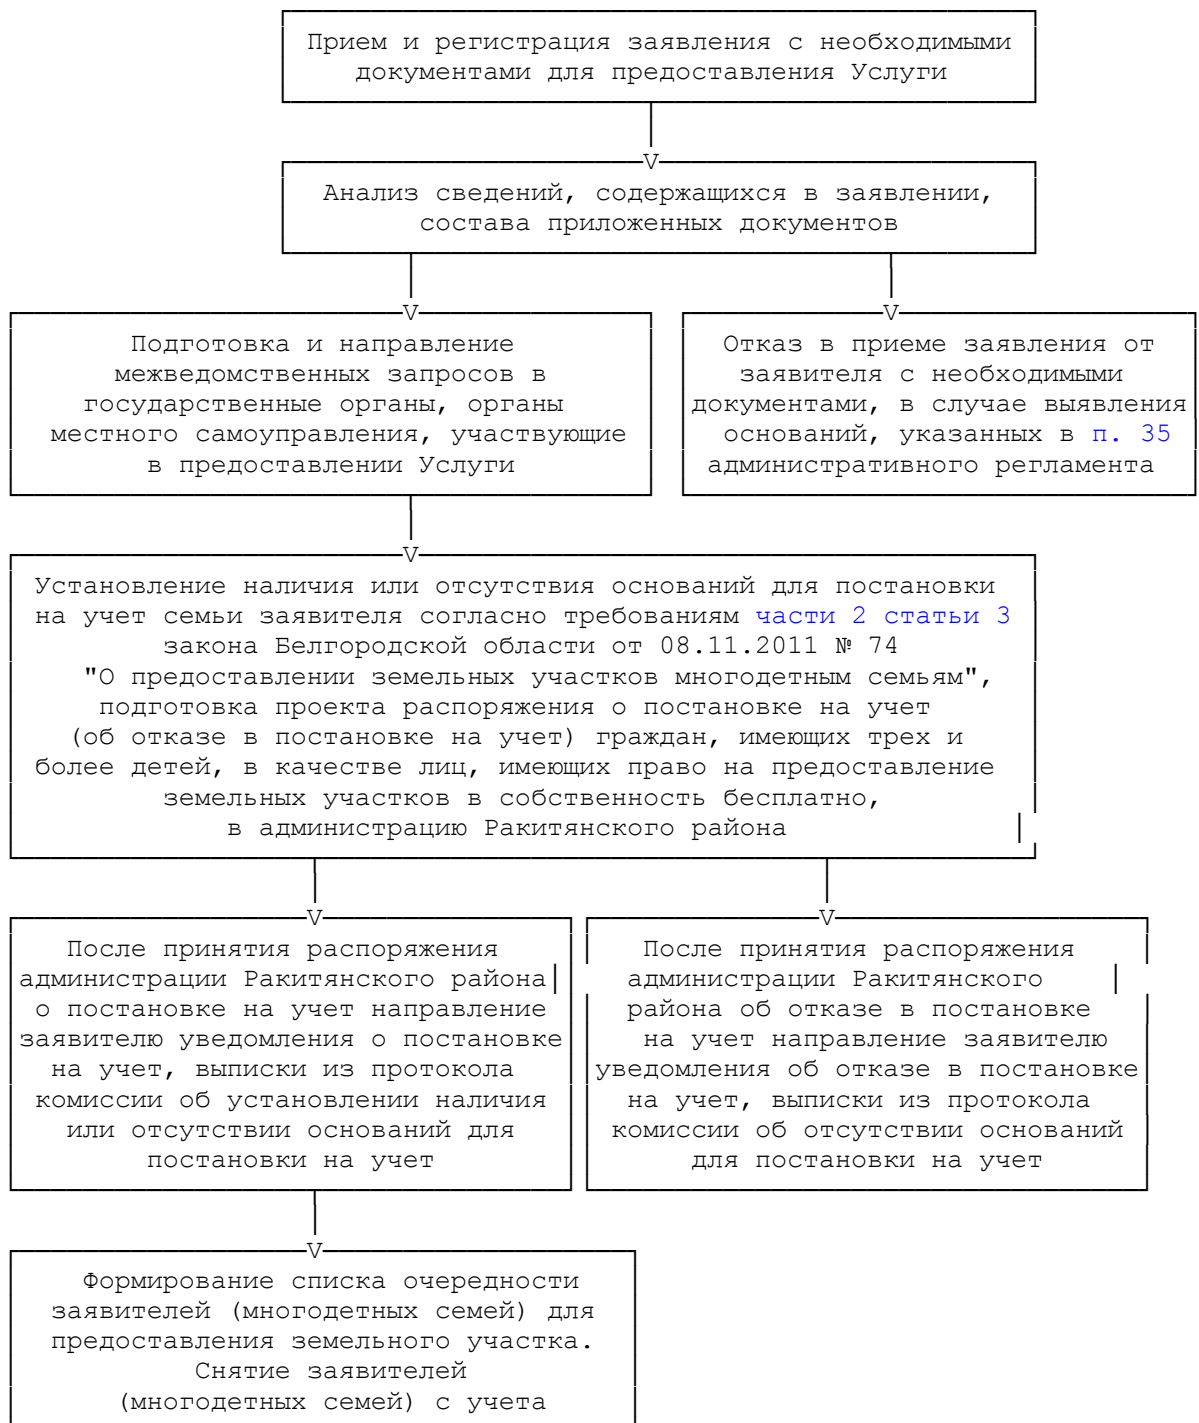 Прием и регистрация заявления с необходимыми
документами для предоставления Услуги
V
Анализ сведений, содержащихся в заявлении,
состава приложенных документов
V
Подготовка и направление
межведомственных запросов в
государственные органы, органы
местного самоуправления, участвующие
в предоставлении Услуги
V
Отказ в приеме заявления от
заявителя с необходимыми
документами, в случае выявления
оснований, указанных в п. 35
административного регламента
V
Установление наличия или отсутствия оснований для постановки
на учет семьи заявителя согласно требованиям части 2 статьи 3
закона Белгородской области от 08.11.2011 № 74
"О предоставлении земельных участков многодетным семьям",
подготовка проекта распоряжения о постановке на учет
(об отказе в постановке на учет) граждан, имеющих трех и
более детей, в качестве лиц, имеющих право на предоставление
земельных участков в собственность бесплатно,
в администрацию Ракитянского района
V
После принятия распоряжения
администрации Ракитянского района
о постановке на учет направление
заявителю уведомления о постановке
на учет, выписки из протокола
комиссии об установлении наличия
или отсутствии оснований для
постановки на учет
V
После принятия распоряжения
администрации Ракитянского
района об отказе в постановке
на учет направление заявителю
уведомления об отказе в постановке
на учет, выписки из протокола
комиссии об отсутствии оснований
для постановки на учет
V
Формирование списка очередности
заявителей (многодетных семей) для
предоставления земельного участка.
Снятие заявителей
(многодетных семей) с учета